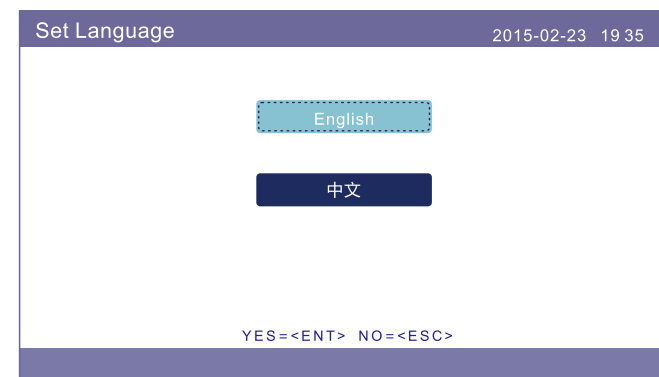 Set Language
2015-02-23 19 35
English
中文
YES=<ENT> NO=<ESC>